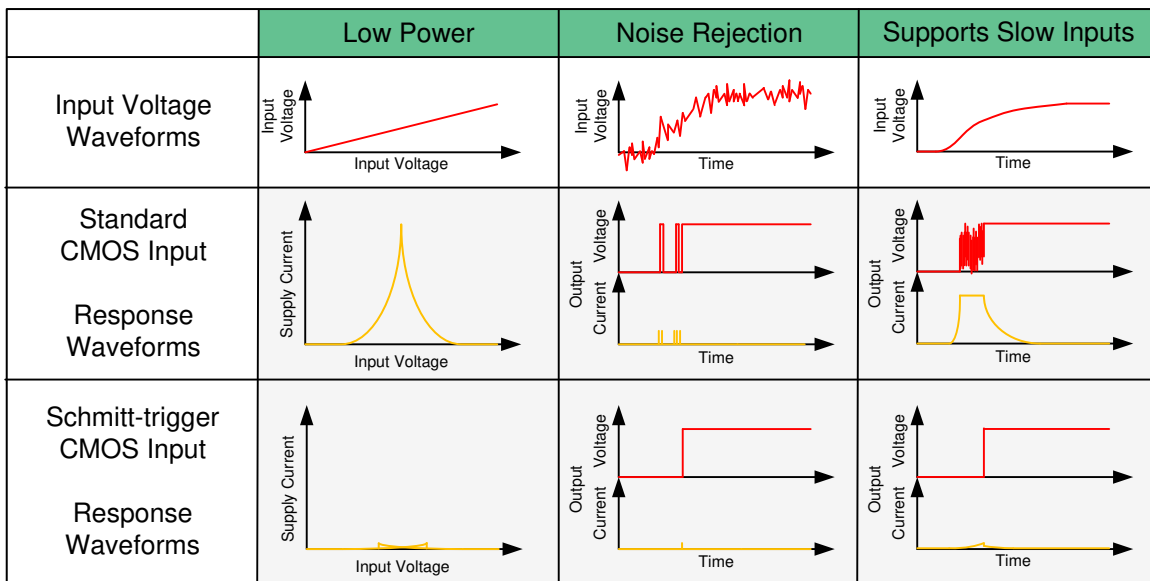 Low Power
Noise Rejection
Supports Slow Inputs
Input Voltage
Waveforms
Input
Voltage
Input Voltage
Input
Voltage
Time
Input
Voltage
Time
Standard
CMOS Input
Response
Waveforms
Supply Current
Input Voltage
Output
Current Voltage
Time
Output
Current Voltage
Time
Schmitt-trigger
CMOS Input
Response
Waveforms
Supply Current
Input Voltage
Output
Current Voltage
Time
Output
Current Voltage
Time